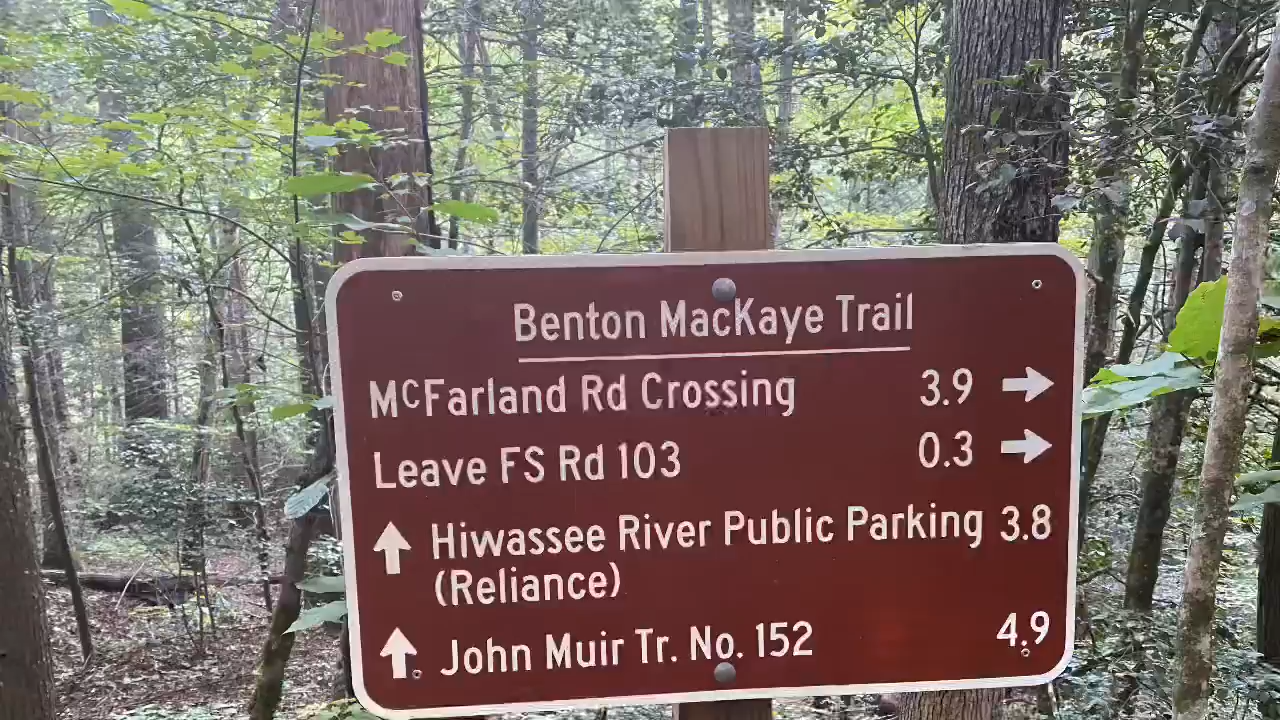 Benton MacKaye Trail
McFarland Rd Crossing 3.9 →
Leave FS Rd 103 0.3 →
↑ Hiwassee River Public Parking 3.8
(Reliance)
↑ John Muir Tr. No. 152 4.9